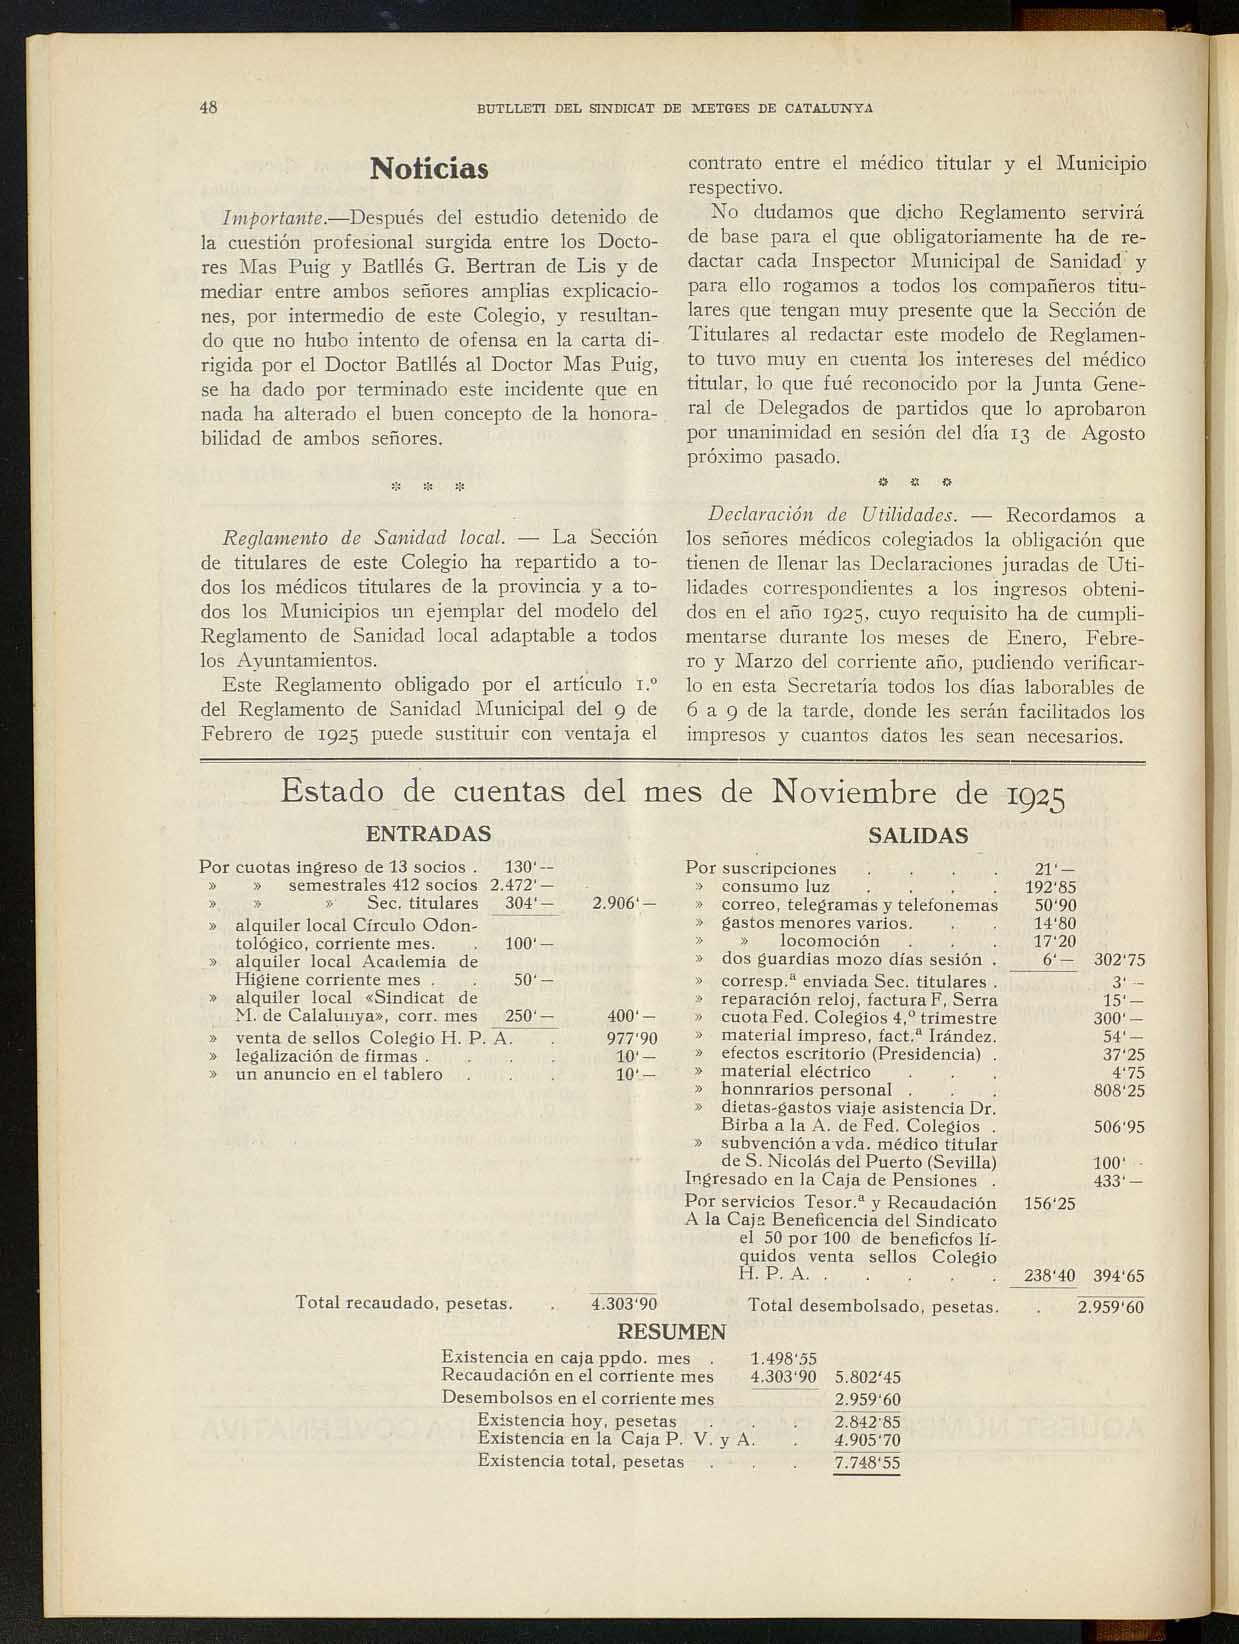 48
BUTLLETI DEL SINDICAT DE METGES DE CATALUNYA
Noticias
Importante.—Después del estudio detenido de
la cuestión profesional surgida entre los Docto-
res Mas Puig y Batllés G. Bertran de Lis y de
mediar entre ambos señores amplias explicacio-
nes, por intermedio de este Colegio, y resultan-
do que no hubo intento de ofensa en la carta di-
rigida por el Doctor Batllés al Doctor Mas Puig,
se ha dado por terminado este incidente que en
nada ha alterado el buen concepto de la honora-
bilidad de ambos señores.
* * *
Reglamento de Sanidad local. — La Sección
de titulares de este Colegio ha repartido a to-
dos los médicos titulares de la provincia y a to-
dos los Municipios un ejemplar del modelo del
Reglamento de Sanidad local adaptable a todos
los Ayuntamientos.
Este Reglamento obligado por el artículo 1.º
del Reglamento de Sanidad Municipal del 9 de
Febrero de 1925 puede sustituir con ventaja el
contrato entre el médico titular y el Municipio
respectivo.
No dudamos que dicho Reglamento servirá
de base para el que obligatoriamente ha de re-
dactar cada Inspector Municipal de Sanidad y
para ello rogamos a todos los compañeros titu-
lares que tengan muy presente que la Sección de
Titulares al redactar este modelo de Reglamen-
to tuvo muy en cuenta los intereses del médico
titular, lo que fué reconocido por la Junta Gene-
ral de Delegados de partidos que lo aprobaron
por unanimidad en sesión del día 13 de Agosto
próximo pasado.
* * *
Declaración de Utilidades. — Recordamos a
los señores médicos colegiados la obligación que
tienen de llenar las Declaraciones juradas de Uti-
lidades correspondientes a los ingresos obteni-
dos en el año 1925, cuyo requisito ha de cumpli-
mentarse durante los meses de Enero, Febre-
ro y Marzo del corriente año, pudiendo verificar-
lo en esta Secretaría todos los días laborables de
6 a 9 de la tarde, donde les serán facilitados los
impresos y cuantos datos les sean necesarios.
Estado de cuentas del mes de Noviembre de 1925
ENTRADAS
Por cuotas ingreso de 13 socios . 130'—
» » semestrales 412 socios 2.472'—
» » » Sec. titulares 304'— 2.906'—
» alquiler local Círculo Odon-
tológico, corriente mes. . 100'—
» alquiler local Academia de
Higiene corriente mes . . 50'—
» alquiler local «Sindicat de
M. de Calalunya», corr. mes 250'— 400'—
» venta de sellos Colegio H. P. A. . 977'90
» legalización de firmas . . . . 10'—
» un anuncio en el tablero . . . 10'—
Total recaudado, pesetas. . 4.303'90
SALIDAS
Por suscripciones . . . . 21'—
» consumo luz . . . . 192'85
» correo, telegramas y telefonemas 50'90
» gastos menores varios. . . 14'80
» » locomoción . . . 17'20
» dos guardias mozo días sesión . 6'— 302'75
» corresp.ª enviada Sec. titulares . 3'—
» reparación reloj, factura F, Serra 15'—
» cuota Fed. Colegios 4,º trimestre 300'—
» material impreso, fact.ª Irández. 54'—
» efectos escritorio (Presidencia) . 37'25
» material eléctrico . . . 4'75
» honnrarios personal . . . 808'25
» dietas-gastos viaje asistencia Dr.
Birba a la A. de Fed. Colegios . 506'95
» subvención a vda. médico titular
de S. Nicolás del Puerto (Sevilla) 100'-
Ingresado en la Caja de Pensiones . 433'—
Por servicios Tesor.ª y Recaudación 156'25
A la Caja Beneficencia del Sindicato
el 50 por 100 de beneficfos lí-
quidos venta sellos Colegio
H. P. A. . . . . . 238'40 394'65
Total desembolsado, pesetas. . 2.959'60
RESUMEN
Existencia en caja ppdo. mes . 1.498'55
Recaudación en el corriente mes 4.303'90 5.802'45
Desembolsos en el corriente mes 2.959'60
Existencia hoy, pesetas . . . 2.842'85
Existencia en la Caja P. V. y A. . 4.905'70
Existencia total, pesetas . . . 7.748'55